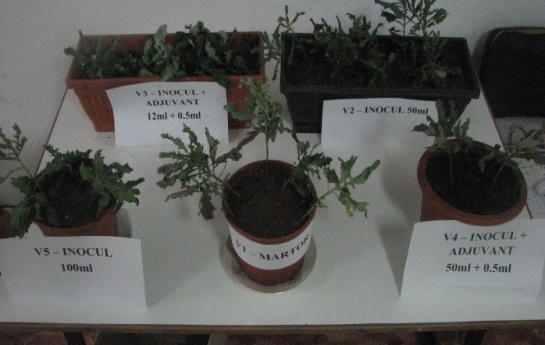 V3 – INOCUL +
ADJUVANT
12ml + 0.5ml
V2 – INOCUL 50ml
V5 – INOCUL
100ml
V1 – MARTOR
V4 – INOCUL +
ADJUVANT
50ml + 0.5ml